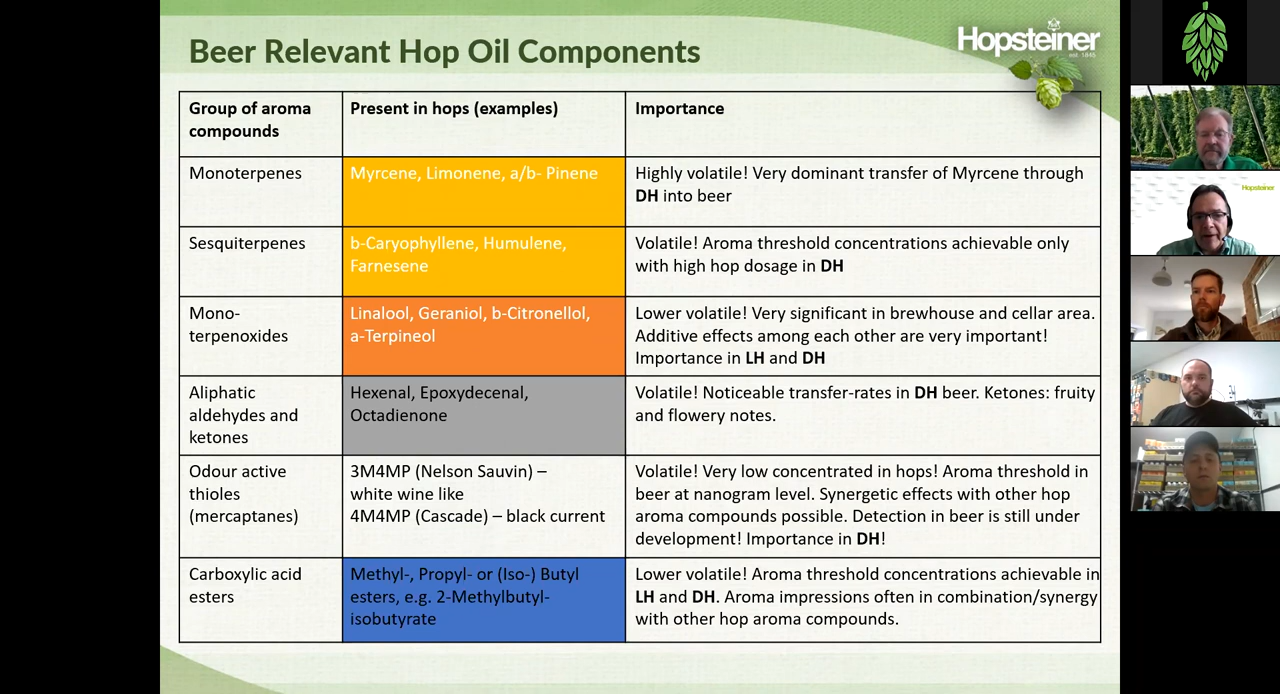 Beer Relevant Hop Oil Components
Hopsteiner
est. 1845
Group of aroma
compounds
Present in hops (examples)
Importance
Monoterpenes
Myrcene, Limonene, a/b- Pinene
Highly volatile! Very dominant transfer of Myrcene through
DH into beer
Sesquiterpenes
b-Caryophyllene, Humulene,
Farnesene
Volatile! Aroma threshold concentrations achievable only
with high hop dosage in DH
Mono-
terpenoxides
Linalool, Geraniol, b-Citronellol,
a-Terpineol
Lower volatile! Very significant in brewhouse and cellar area.
Additive effects among each other are very important!
Importance in LH and DH
Aliphatic
aldehydes and
ketones
Hexenal, Epoxydecenal,
Octadienone
Volatile! Noticeable transfer-rates in DH beer. Ketones: fruity
and flowery notes.
Odour active
thioles
(mercaptanes)
3M4MP (Nelson Sauvin) –
white wine like
4M4MP (Cascade) – black current
Volatile! Very low concentrated in hops! Aroma threshold in
beer at nanogram level. Synergetic effects with other hop
aroma compounds possible. Detection in beer is still under
development! Importance in DH!
Carboxylic acid
esters
Methyl-, Propyl- or (Iso-) Butyl
esters, e.g. 2-Methylbutyl-
isobutyrate
Lower volatile! Aroma threshold concentrations achievable in
LH and DH. Aroma impressions often in combination/synergy
with other hop aroma compounds.
Hopsteiner